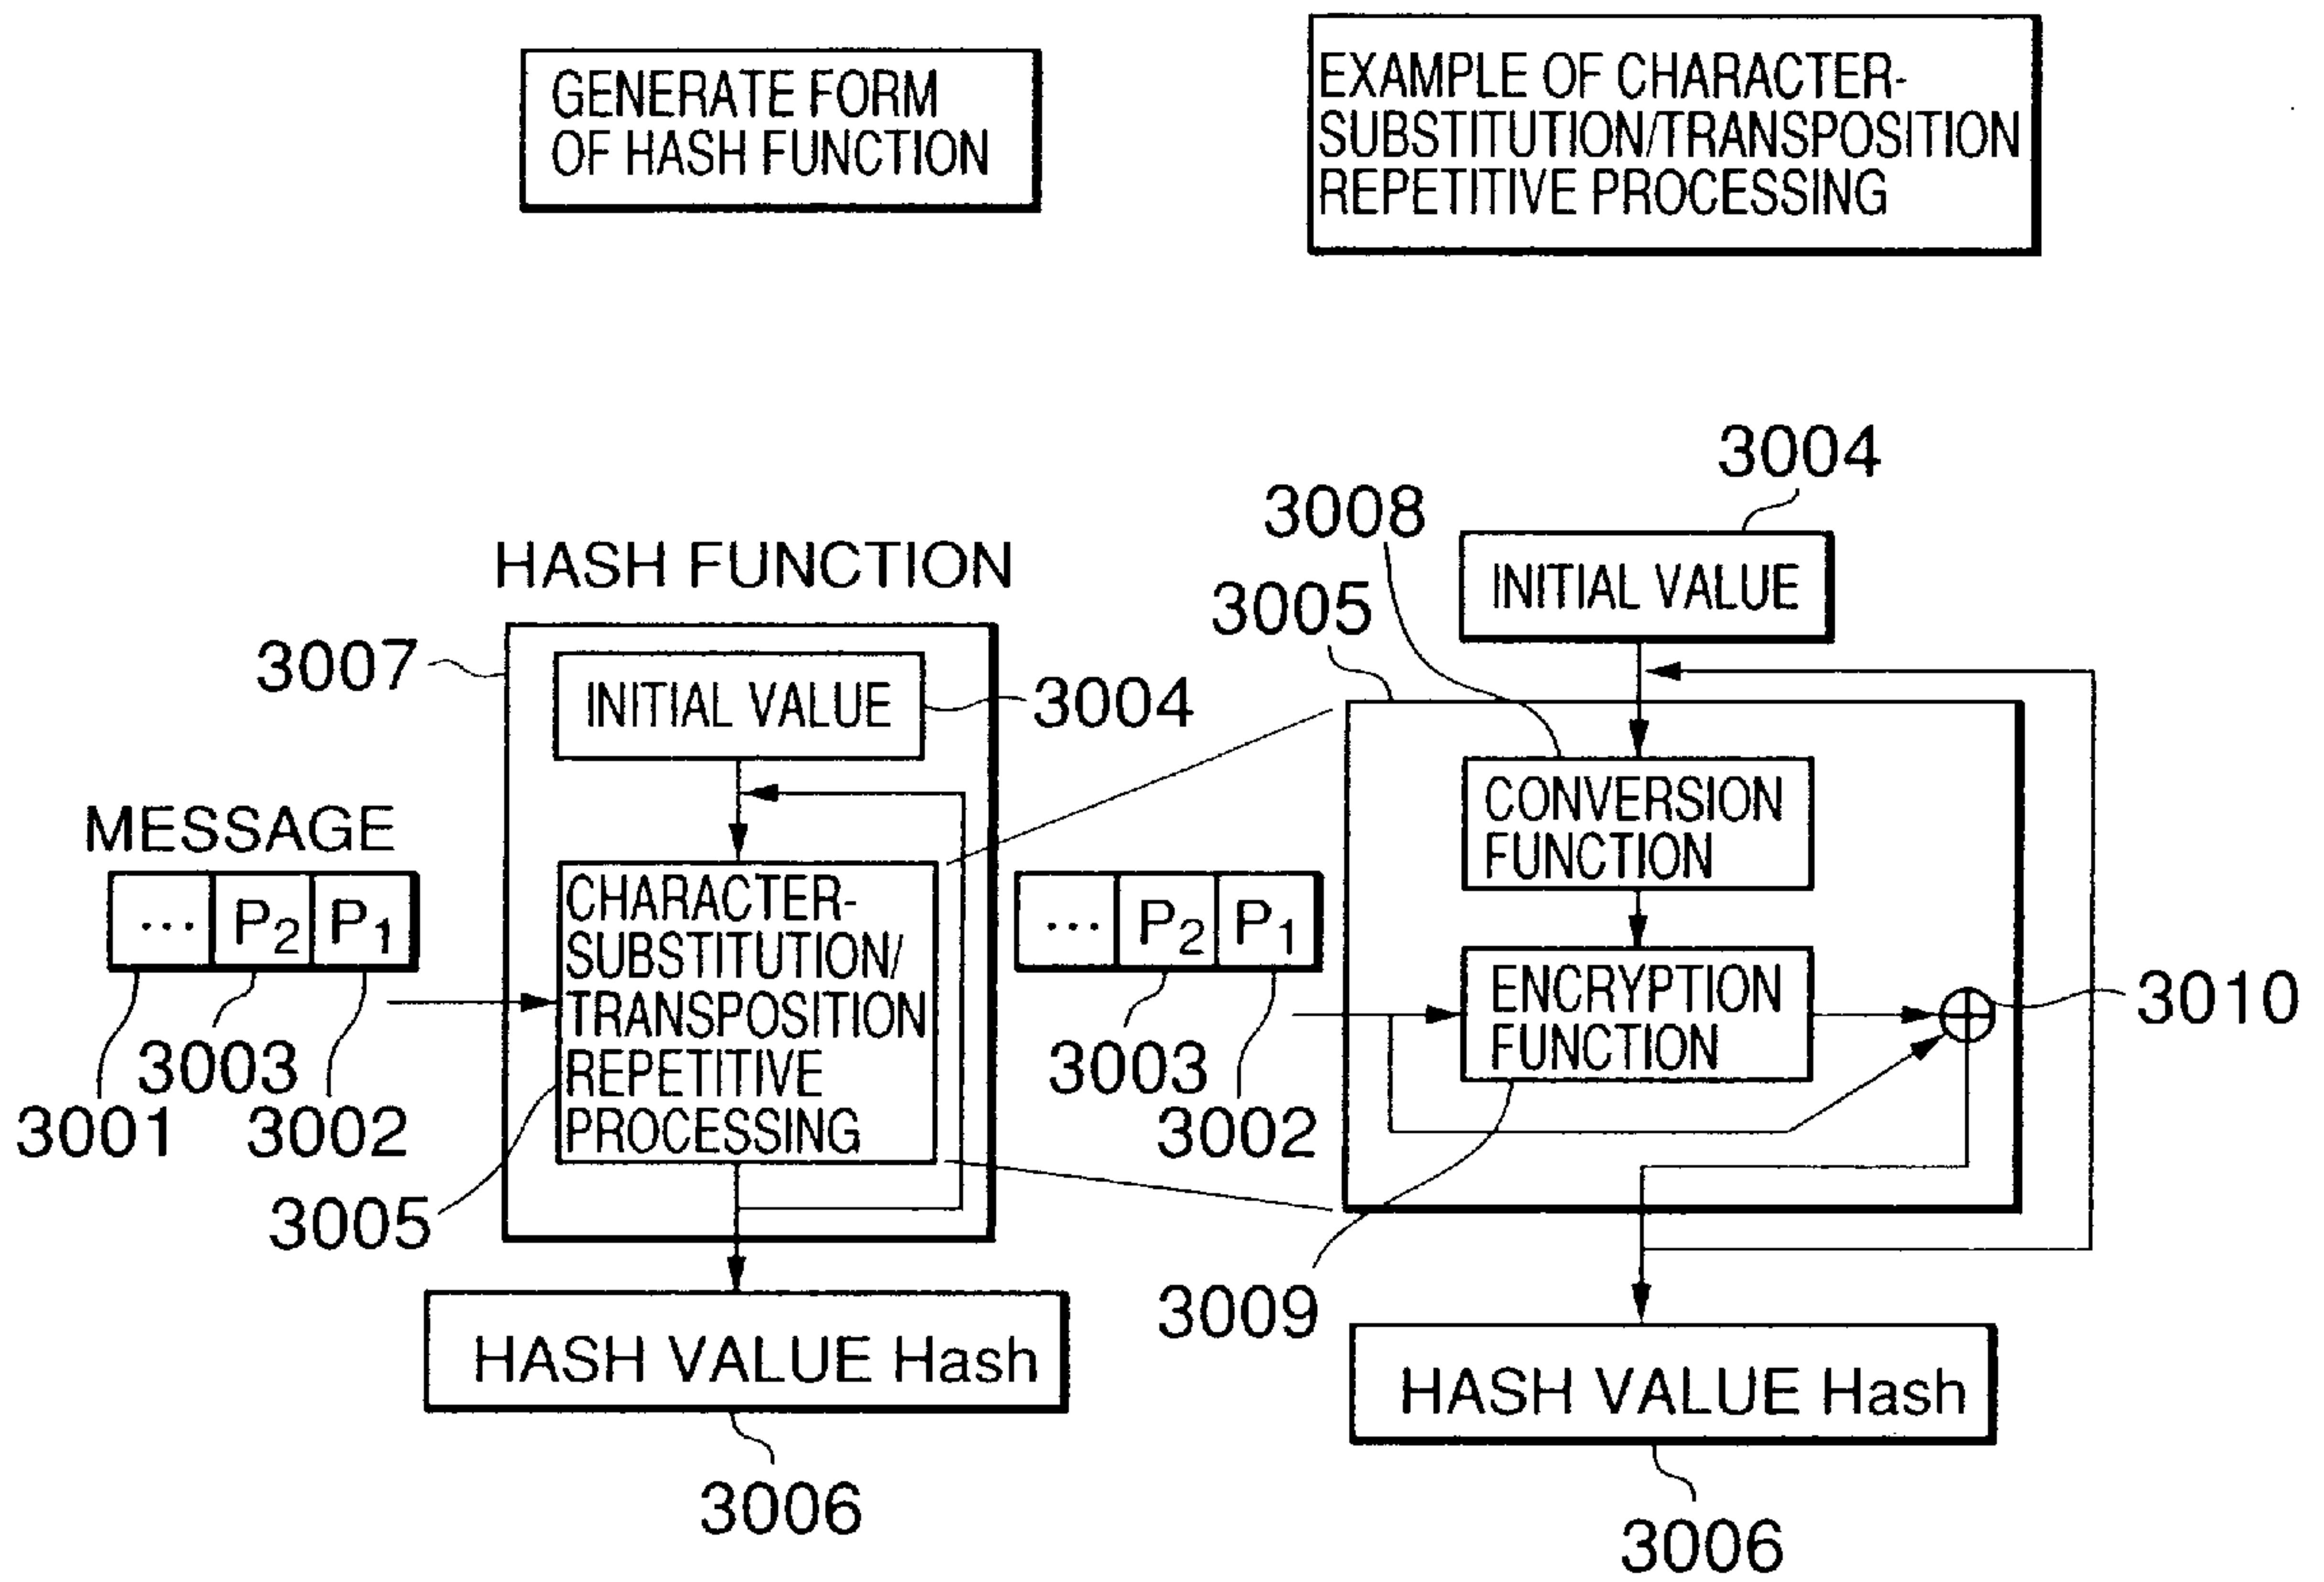 GENERATE FORM
OF HASH FUNCTION
EXAMPLE OF CHARACTER-
SUBSTITUTION/TRANSPOSITION
REPETITIVE PROCESSING
HASH FUNCTION
3007
INITIAL VALUE
3004
MESSAGE
... P2 P1
3003
3001
3002
CHARACTER-
SUBSTITUTION/
TRANSPOSITION
REPETITIVE
PROCESSING
3005
HASH VALUE Hash
3006
3004
3008
3005
INITIAL VALUE
CONVERSION
FUNCTION
... P2 P1
3003
3002
ENCRYPTION
FUNCTION
3010
3009
HASH VALUE Hash
3006